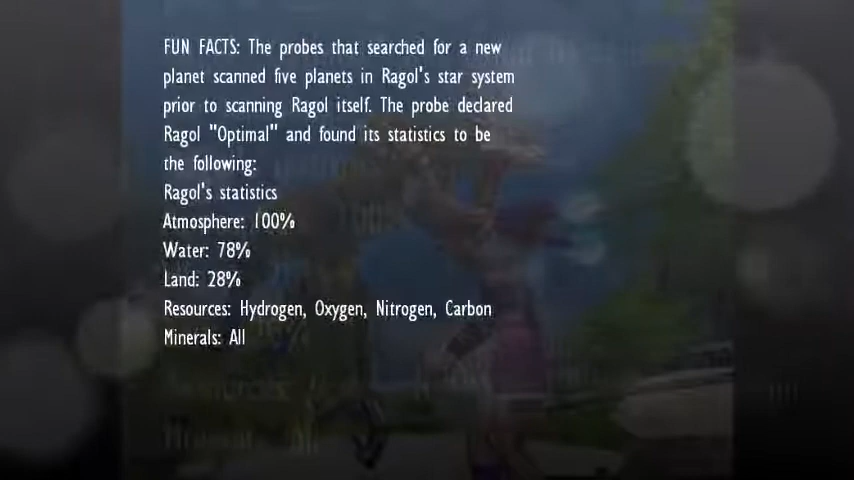 FUN FACTS: The probes that searched for a new
planet scanned five planets in Ragol's star system
prior to scanning Ragol itself. The probe declared
Ragol "Optimal" and found its statistics to be
the following:
Ragol's statistics
Atmosphere: 100%
Water: 78%
Land: 28%
Resources: Hydrogen, Oxygen, Nitrogen, Carbon
Minerals: All